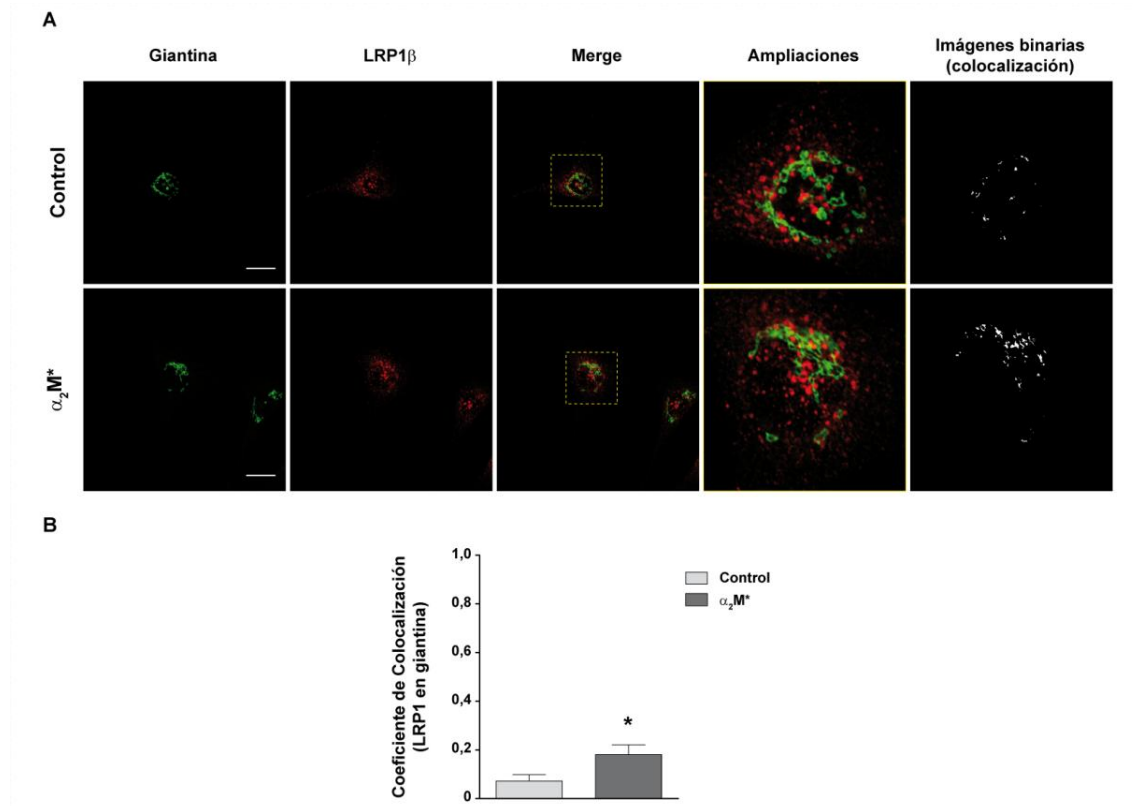 A
Giantina
LRP1β
Merge
Ampliaciones
Imágenes binarias
(colocalización)
Control
α₂M*
B
Coeficiente de Colocalización
(LRP1 en giantina)
1,0
0,8
0,6
0,4
0,2
0
*
Control
α₂M*